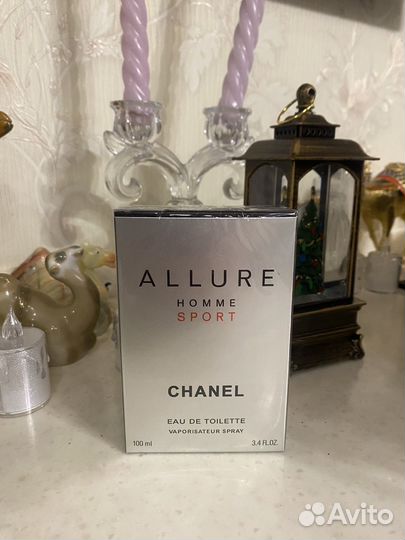 ALLURE
HOMME
SPORT
CHANEL
EAU DE TOILETTE
VAPORISATEUR SPRAY
100 ml 3.4 FL.OZ.
Avito